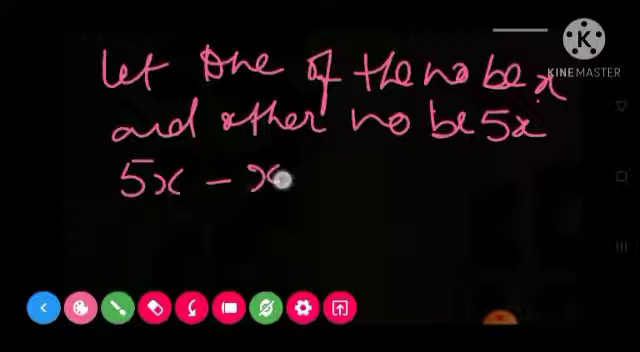 KINEMASTER
let one of the no be x
and other no be 5x
5x - x